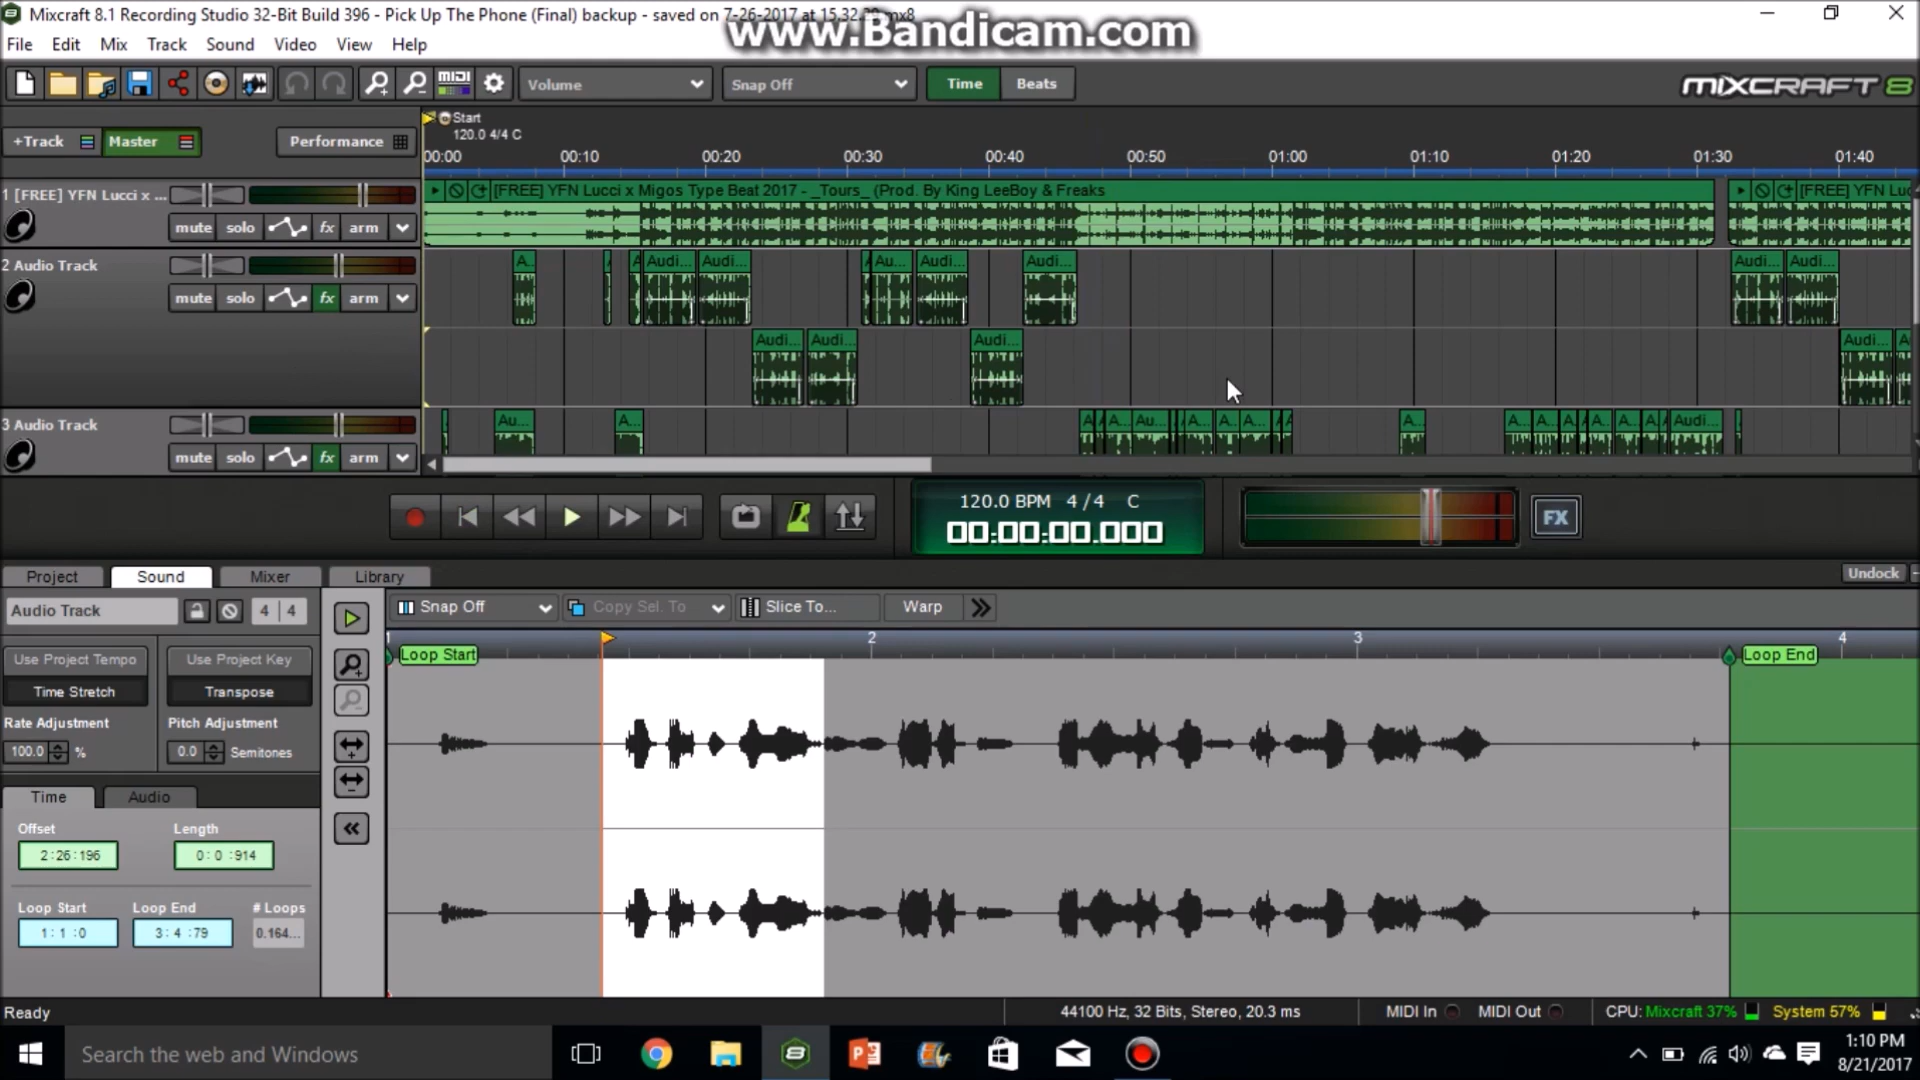 Mixcraft 8.1 Recording Studio 32-Bit Build 396 - Pick Up The Phone (Final) backup - saved on 7-26-2017 at 15.32.
www.Bandicam.com
File Edit Mix Track Sound Video View Help
MIDI Volume Snap Off Time Beats MIXCRAFT 8
Start
120.0 4/4 C
+Track Master Performance
00:00 00:10 00:20 00:30 00:40 00:50 01:00 01:10 01:20 01:30 01:40
1 [FREE] YFN Lucci x ... [FREE] YFN Lucci x Migos Type Beat 2017 - _Tours_ (Prod. By King LeeBoy & Freaks [FREE] YFN Luc
mute solo fx arm
2 Audio Track A.. Audi... Audi... Au... Audi... Audi... Audi... Audi...
mute solo fx arm
Audi... Audi... Audi... Audi...
3 Audio Track Au... A... A... Au... A... A.. A... A... A... A... A.. A.. A... Audi...
mute solo fx arm
120.0 BPM 4/4 C
00:00:00.000
FX
Project Sound Mixer Library Undock
Audio Track 4 | 4 Snap Off Copy Sel. To Slice To... Warp
1 2 3 4
Loop Start Loop End
Use Project Tempo Use Project Key
Time Stretch Transpose
Rate Adjustment Pitch Adjustment
100.0 % 0.0 Semitones
Time Audio
Offset Length
2:26:196 0:0:914
Loop Start Loop End # Loops
1:1:0 3:4:79 0.164...
Ready 44100 Hz, 32 Bits, Stereo, 20.3 ms MIDI In MIDI Out CPU: Mixcraft 37% System 57%
Search the web and Windows
1:10 PM
8/21/2017